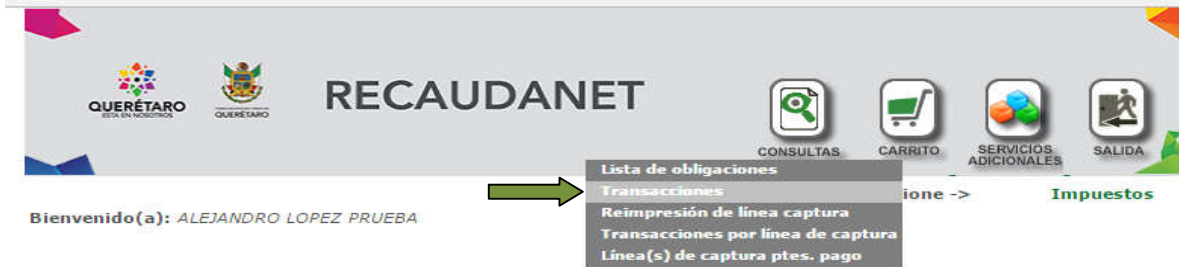 QUERÉTARO
ESTÁ EN NOSOTROS
QUERÉTARO
RECAUDANET
CONSULTAS
CARRITO
SERVICIOS
ADICIONALES
SALIDA
Lista de obligaciones
Transacciones
Reimpresión de línea captura
Transacciones por línea de captura
Línea(s) de captura ptes. pago
ione -> Impuestos
Bienvenido(a): ALEJANDRO LOPEZ PRUEBA